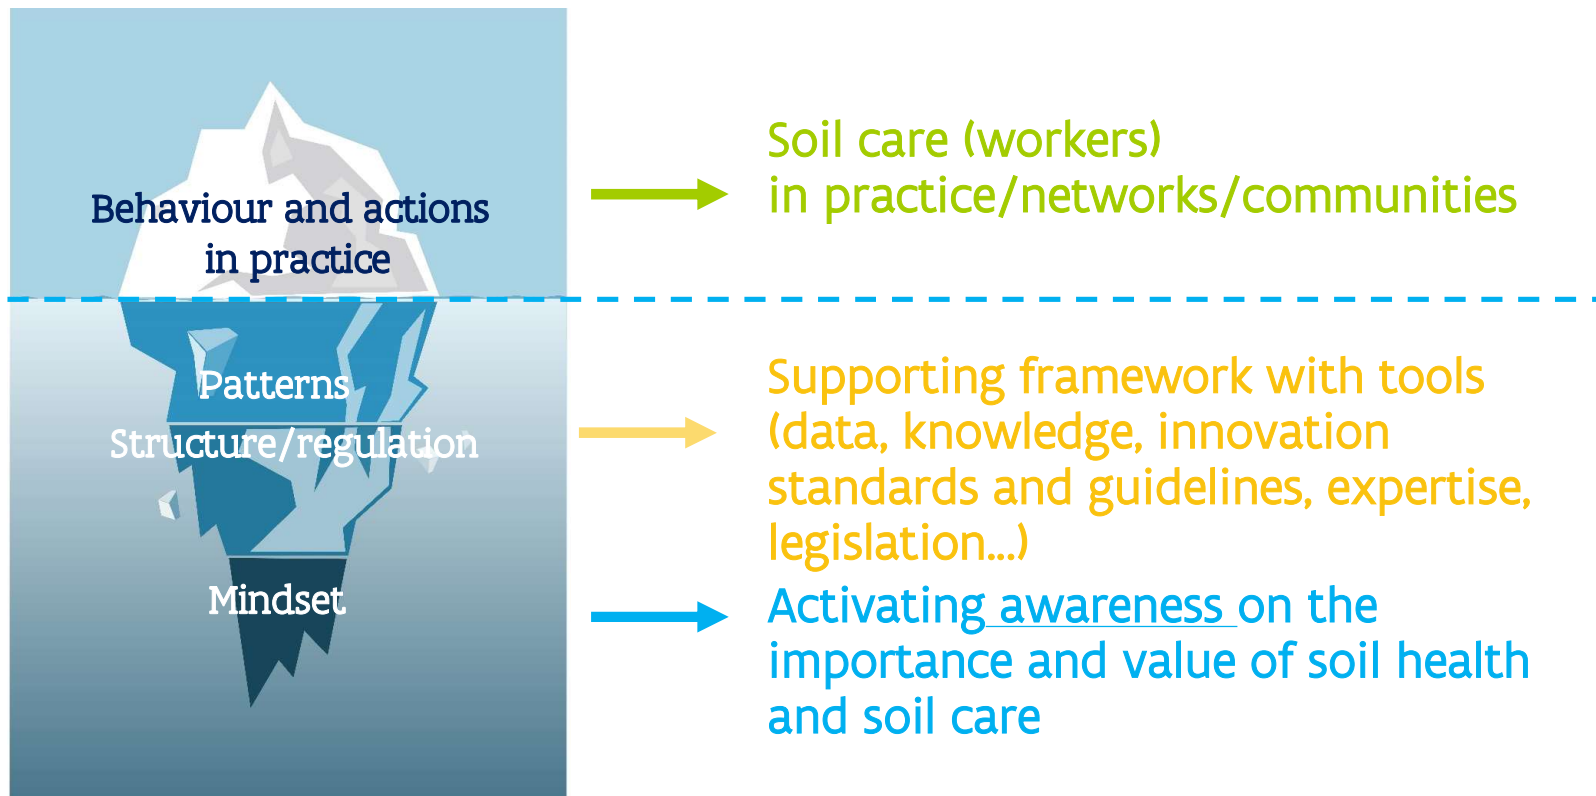 Behaviour and actions
in practice
Patterns
Structure/regulation
Mindset
Soil care (workers)
in practice/networks/communities
Supporting framework with tools
(data, knowledge, innovation
standards and guidelines, expertise,
legislation...)
Activating awareness on the
importance and value of soil health
and soil care